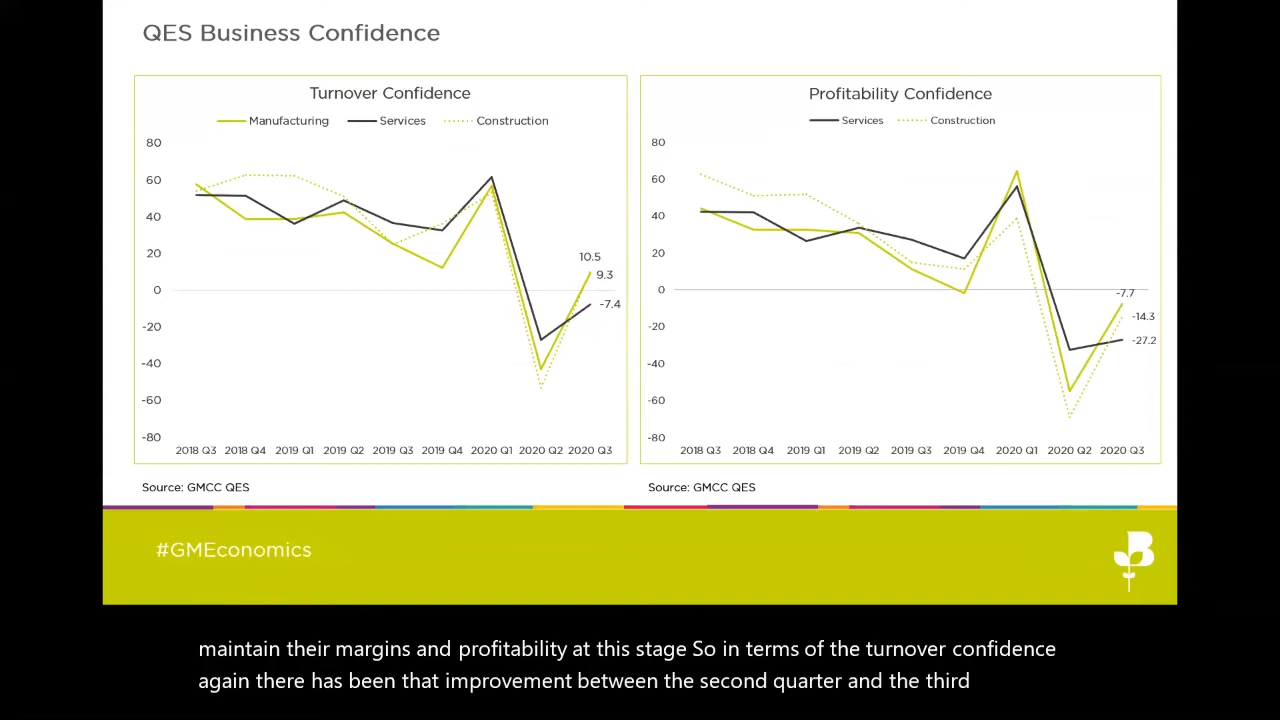 QES Business Confidence
Turnover Confidence
Manufacturing Services Construction
80
60
40
20
0
-20
-40
-60
-80
10.5
9.3
-7.4
2018 Q3 2018 Q4 2019 Q1 2019 Q2 2019 Q3 2019 Q4 2020 Q1 2020 Q2 2020 Q3
Source: GMCC QES
Profitability Confidence
Services Construction
80
60
40
20
0
-20
-40
-60
-80
-7.7
-14.3
-27.2
2018 Q3 2018 Q4 2019 Q1 2019 Q2 2019 Q3 2019 Q4 2020 Q1 2020 Q2 2020 Q3
Source: GMCC QES
#GMEconomics
maintain their margins and profitability at this stage So in terms of the turnover confidence
again there has been that improvement between the second quarter and the third